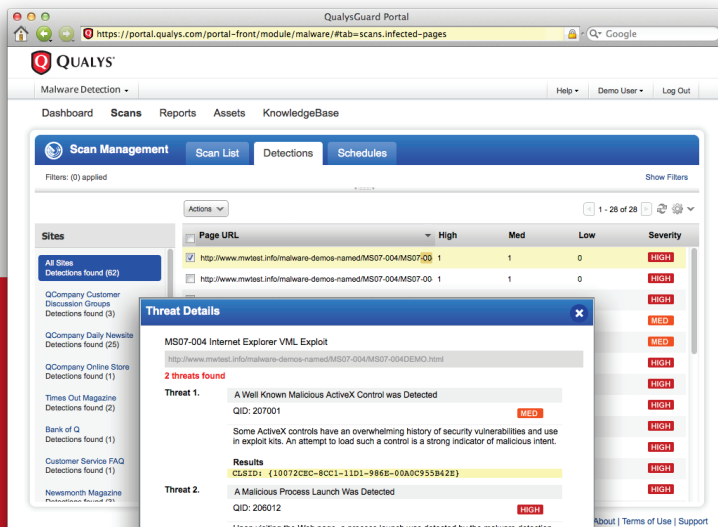 QualysGuard Portal
https://portal.qualys.com/portal-front/module/malware/#tab=scans.infected-pages
Google
QUALYS®
Malware Detection
Help
Demo User
Log Out
Dashboard Scans Reports Assets KnowledgeBase
Scan Management
Scan List
Detections
Schedules
Filters: (0) applied
Show Filters
Actions
1 - 28 of 28
Sites
Page URL High Med Low Severity
http://www.mwtest.info/malware-demos-named/MS07-004/MS07-00 1 1 0 HIGH
http://www.mwtest.info/malware-demos-named/MS07-004/MS07-00 1 1 0 HIGH
HIGH
MED
MED
HIGH
HIGH
HIGH
HIGH
HIGH
HIGH
HIGH
All Sites
Detections found (62)
QCompany Customer
Discussion Groups
Detections found (3)
QCompany Daily Newsite
Detections found (25)
QCompany Online Store
Detections found (1)
Times Out Magazine
Detections found (2)
Bank of Q
Detections found (1)
Customer Service FAQ
Detections found (1)
Newsmonth Magazine
Threat Details
MS07-004 Internet Explorer VML Exploit
http://www.mwtest.info/malware-demos-named/MS07-004/MS07-004DEMO.html
2 threats found
Threat 1.
A Well Known Malicious ActiveX Control was Detected
QID: 207001
MED
Some ActiveX controls have an overwhelming history of security vulnerabilities and use
in exploit kits. An attempt to load such a control is a strong indicator of malicious intent.
Results
CLSID: {10072CEC-8CC1-11D1-986E-00A0C955B42E}
Threat 2.
A Malicious Process Launch Was Detected
QID: 206012
HIGH
About | Terms of Use | Support